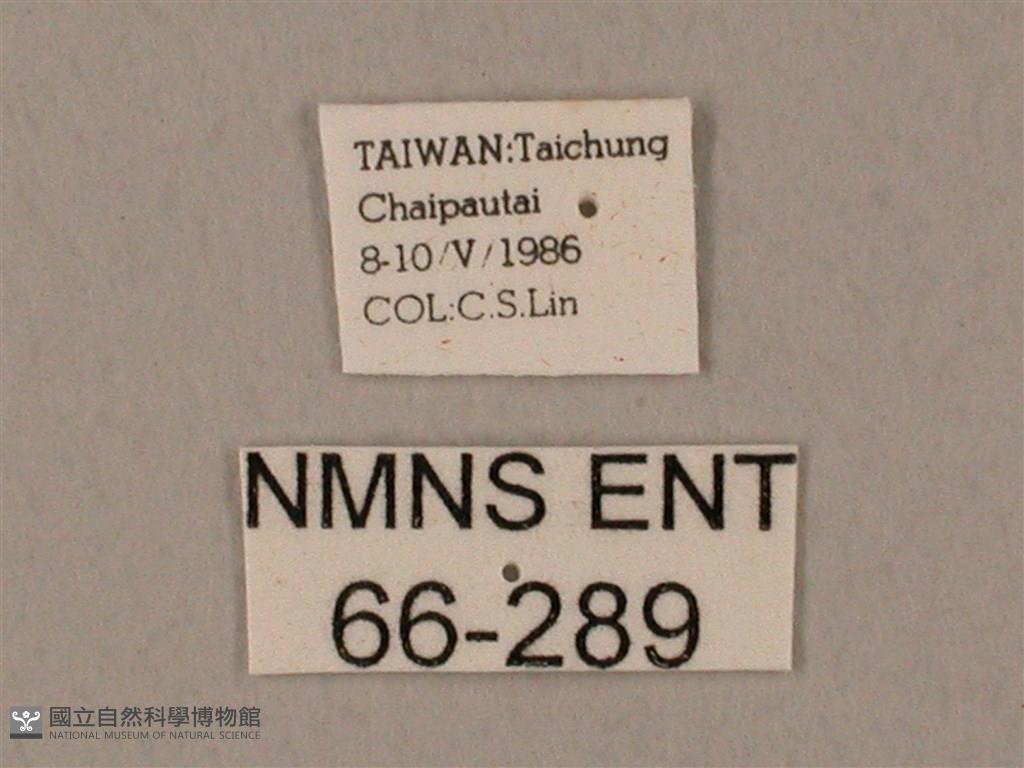 TAIWAN:Taichung
Chaipautai
8-10/V/1986
COL:C.S.Lin
NMNS ENT
66-289
國立自然科學博物館
NATIONAL MUSEUM OF NATURAL SCIENCE